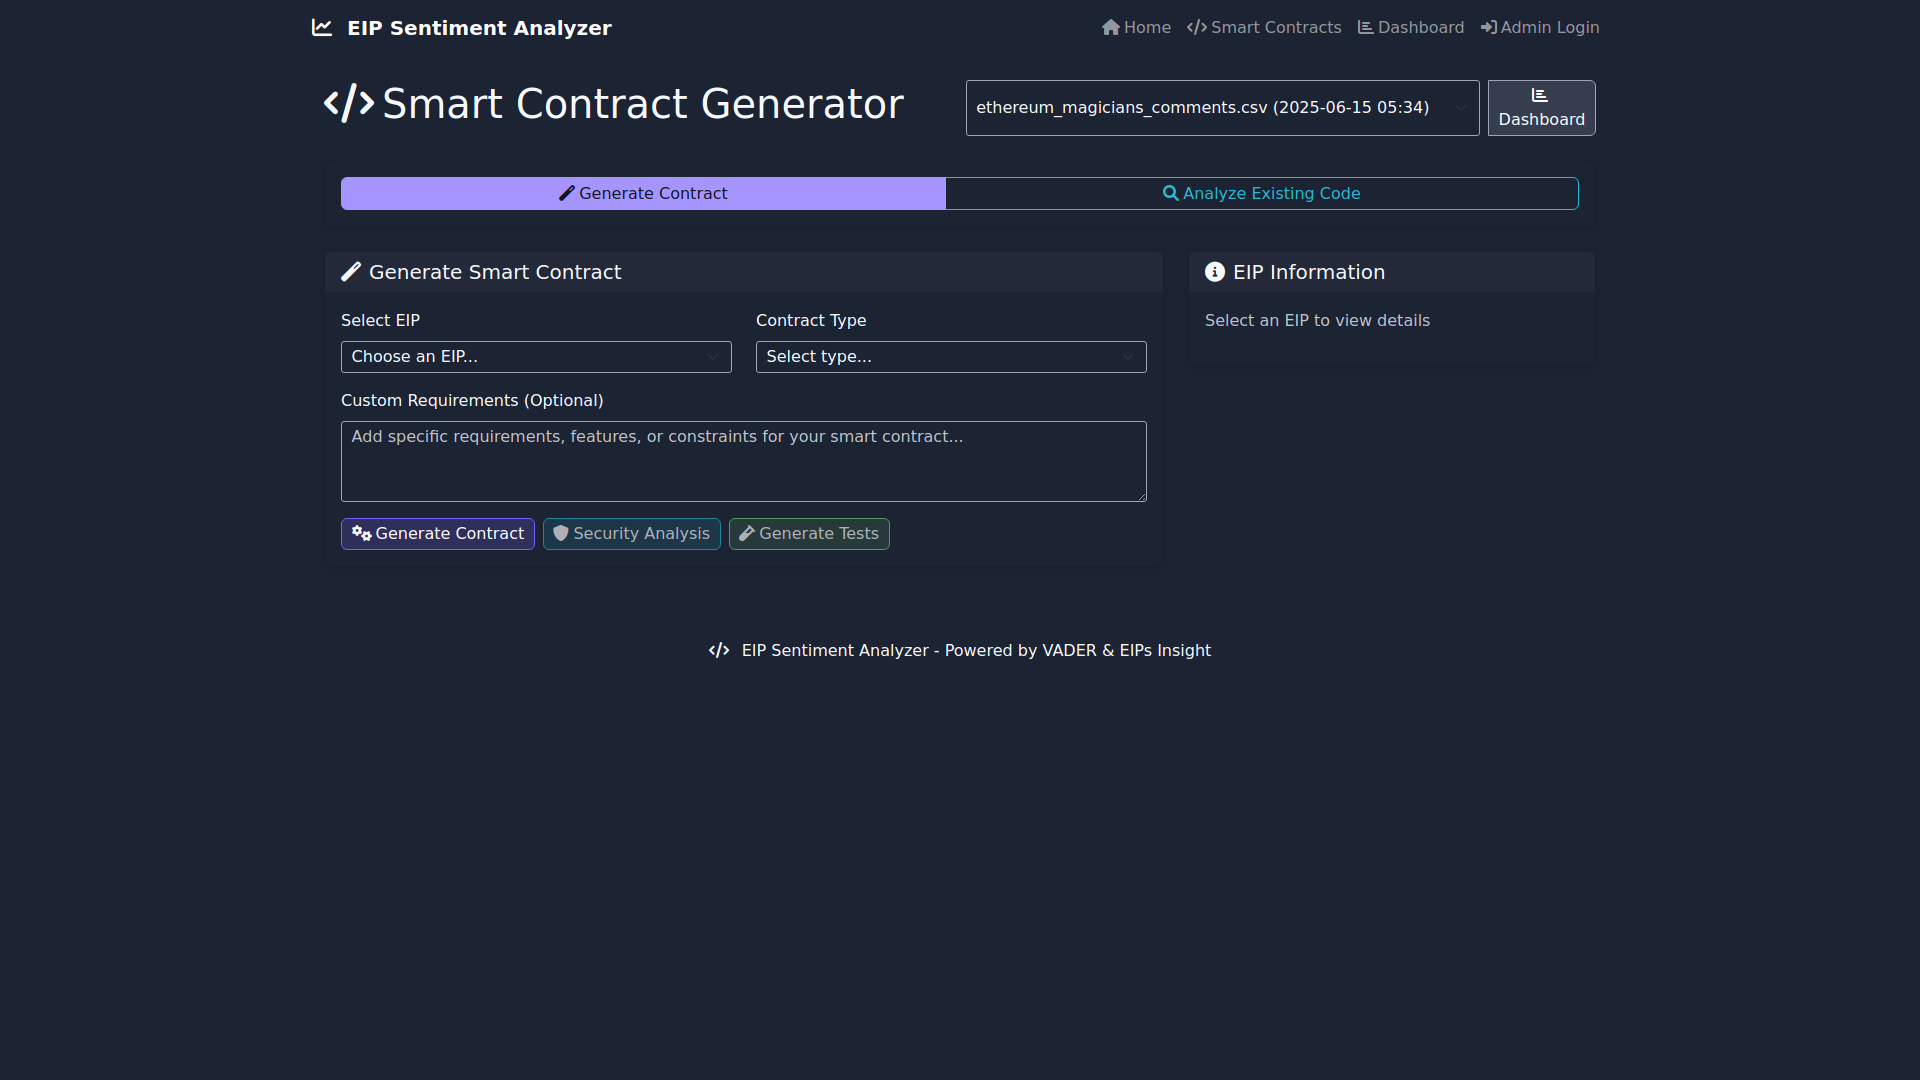 EIP Sentiment Analyzer
Home
Smart Contracts
Dashboard
Admin Login
Smart Contract Generator
ethereum_magicians_comments.csv (2025-06-15 05:34)
Dashboard
Generate Contract
Analyze Existing Code
Generate Smart Contract
Select EIP
Contract Type
Choose an EIP...
Select type...
Custom Requirements (Optional)
Add specific requirements, features, or constraints for your smart contract...
Generate Contract
Security Analysis
Generate Tests
EIP Information
Select an EIP to view details
EIP Sentiment Analyzer - Powered by VADER & EIPs Insight